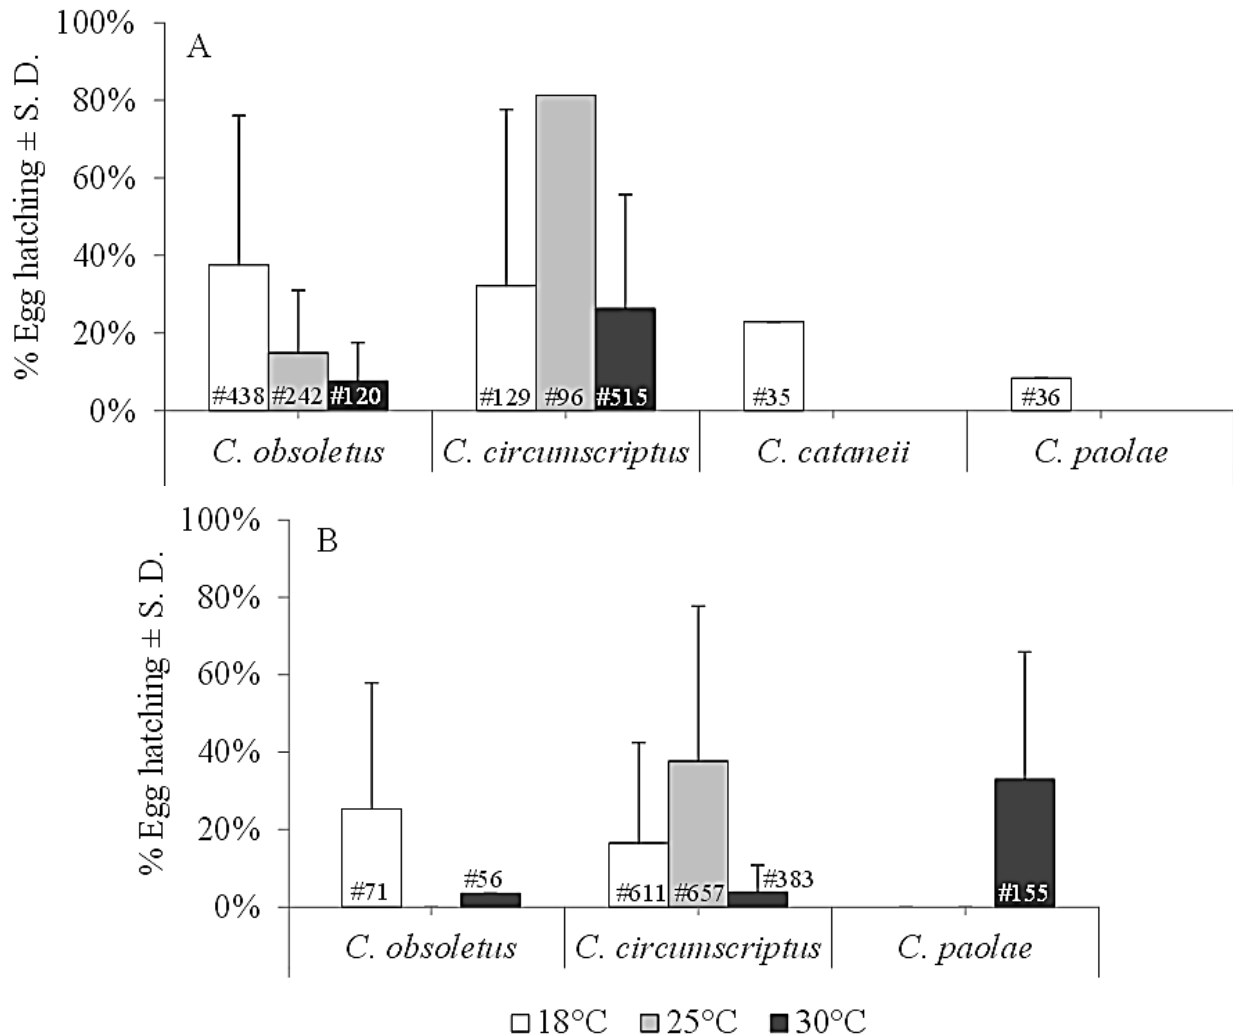 A
% Egg hatching ± S. D.
100%
80%
60%
40%
20%
0%
#438 #242 #120 #129 #96 #515 #35 #36
C. obsoletus C. circumscriptus C. cataneii C. paolae
B
% Egg hatching ± S. D.
100%
80%
60%
40%
20%
0%
#71 #56 #611 #657 #383 #155
C. obsoletus C. circumscriptus C. paolae
18°C 25°C 30°C